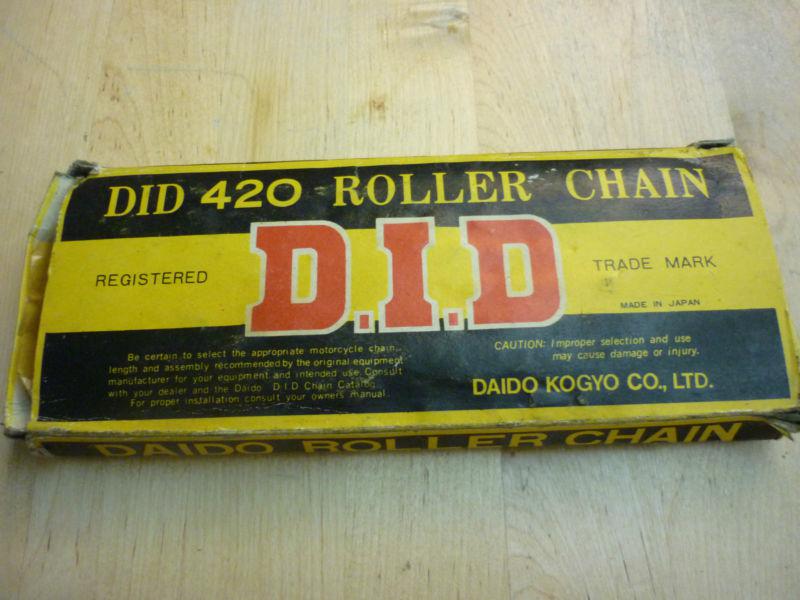 DID 420 ROLLER CHAIN
REGISTERED
D.I.D
TRADE MARK
MADE IN JAPAN
Be certain to select the appropriate motorcycle chain,
length and assembly recommended by the original equipment
manufacturer for your equipment and intended use. Consult
with your dealer and the Daido D I D Chain Catalog.
For proper installation consult your owners manual.
CAUTION: Improper selection and use
may cause damage or injury.
DAIDO KOGYO CO., LTD.
DAIDO ROLLER CHAIN